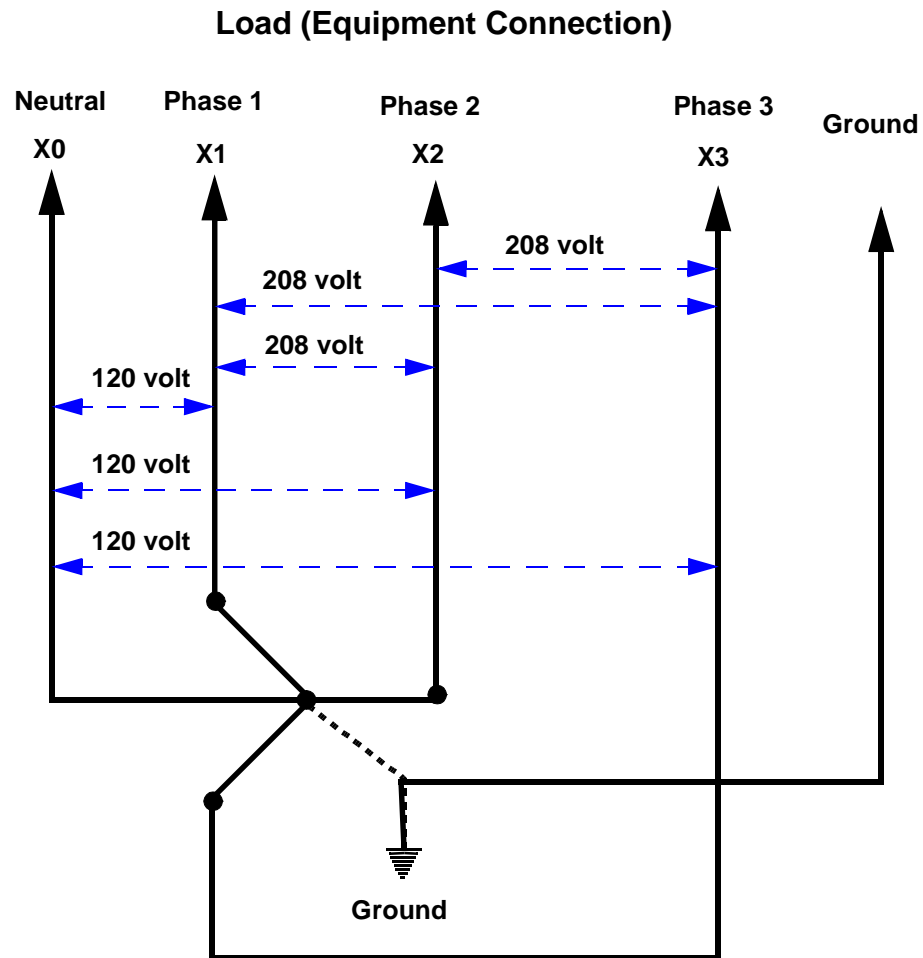 Load (Equipment Connection)
Neutral
Phase 1
Phase 2
Phase 3
Ground
X0
X1
X2
X3
208 volt
208 volt
208 volt
120 volt
120 volt
120 volt
Ground